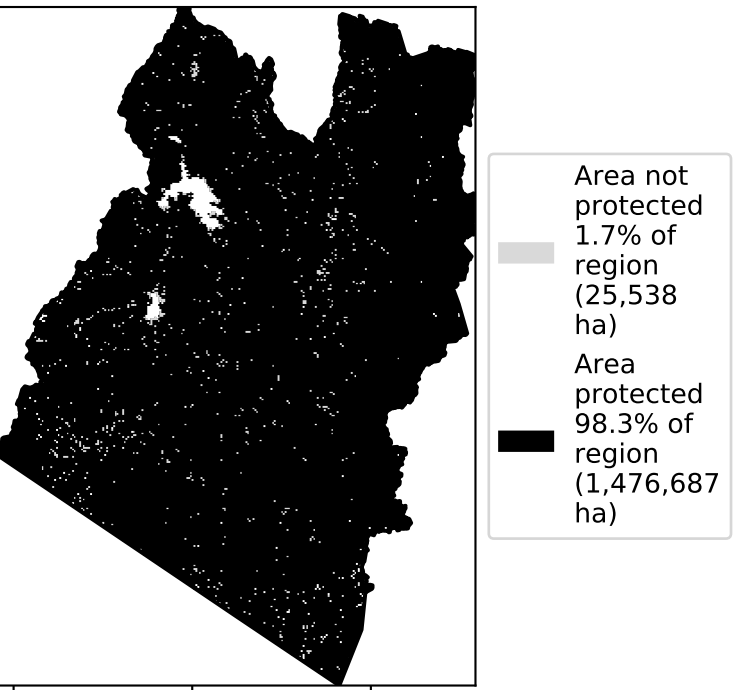 Area not
protected
1.7% of
region
(25,538
ha)
Area
protected
98.3% of
region
(1,476,687
ha)